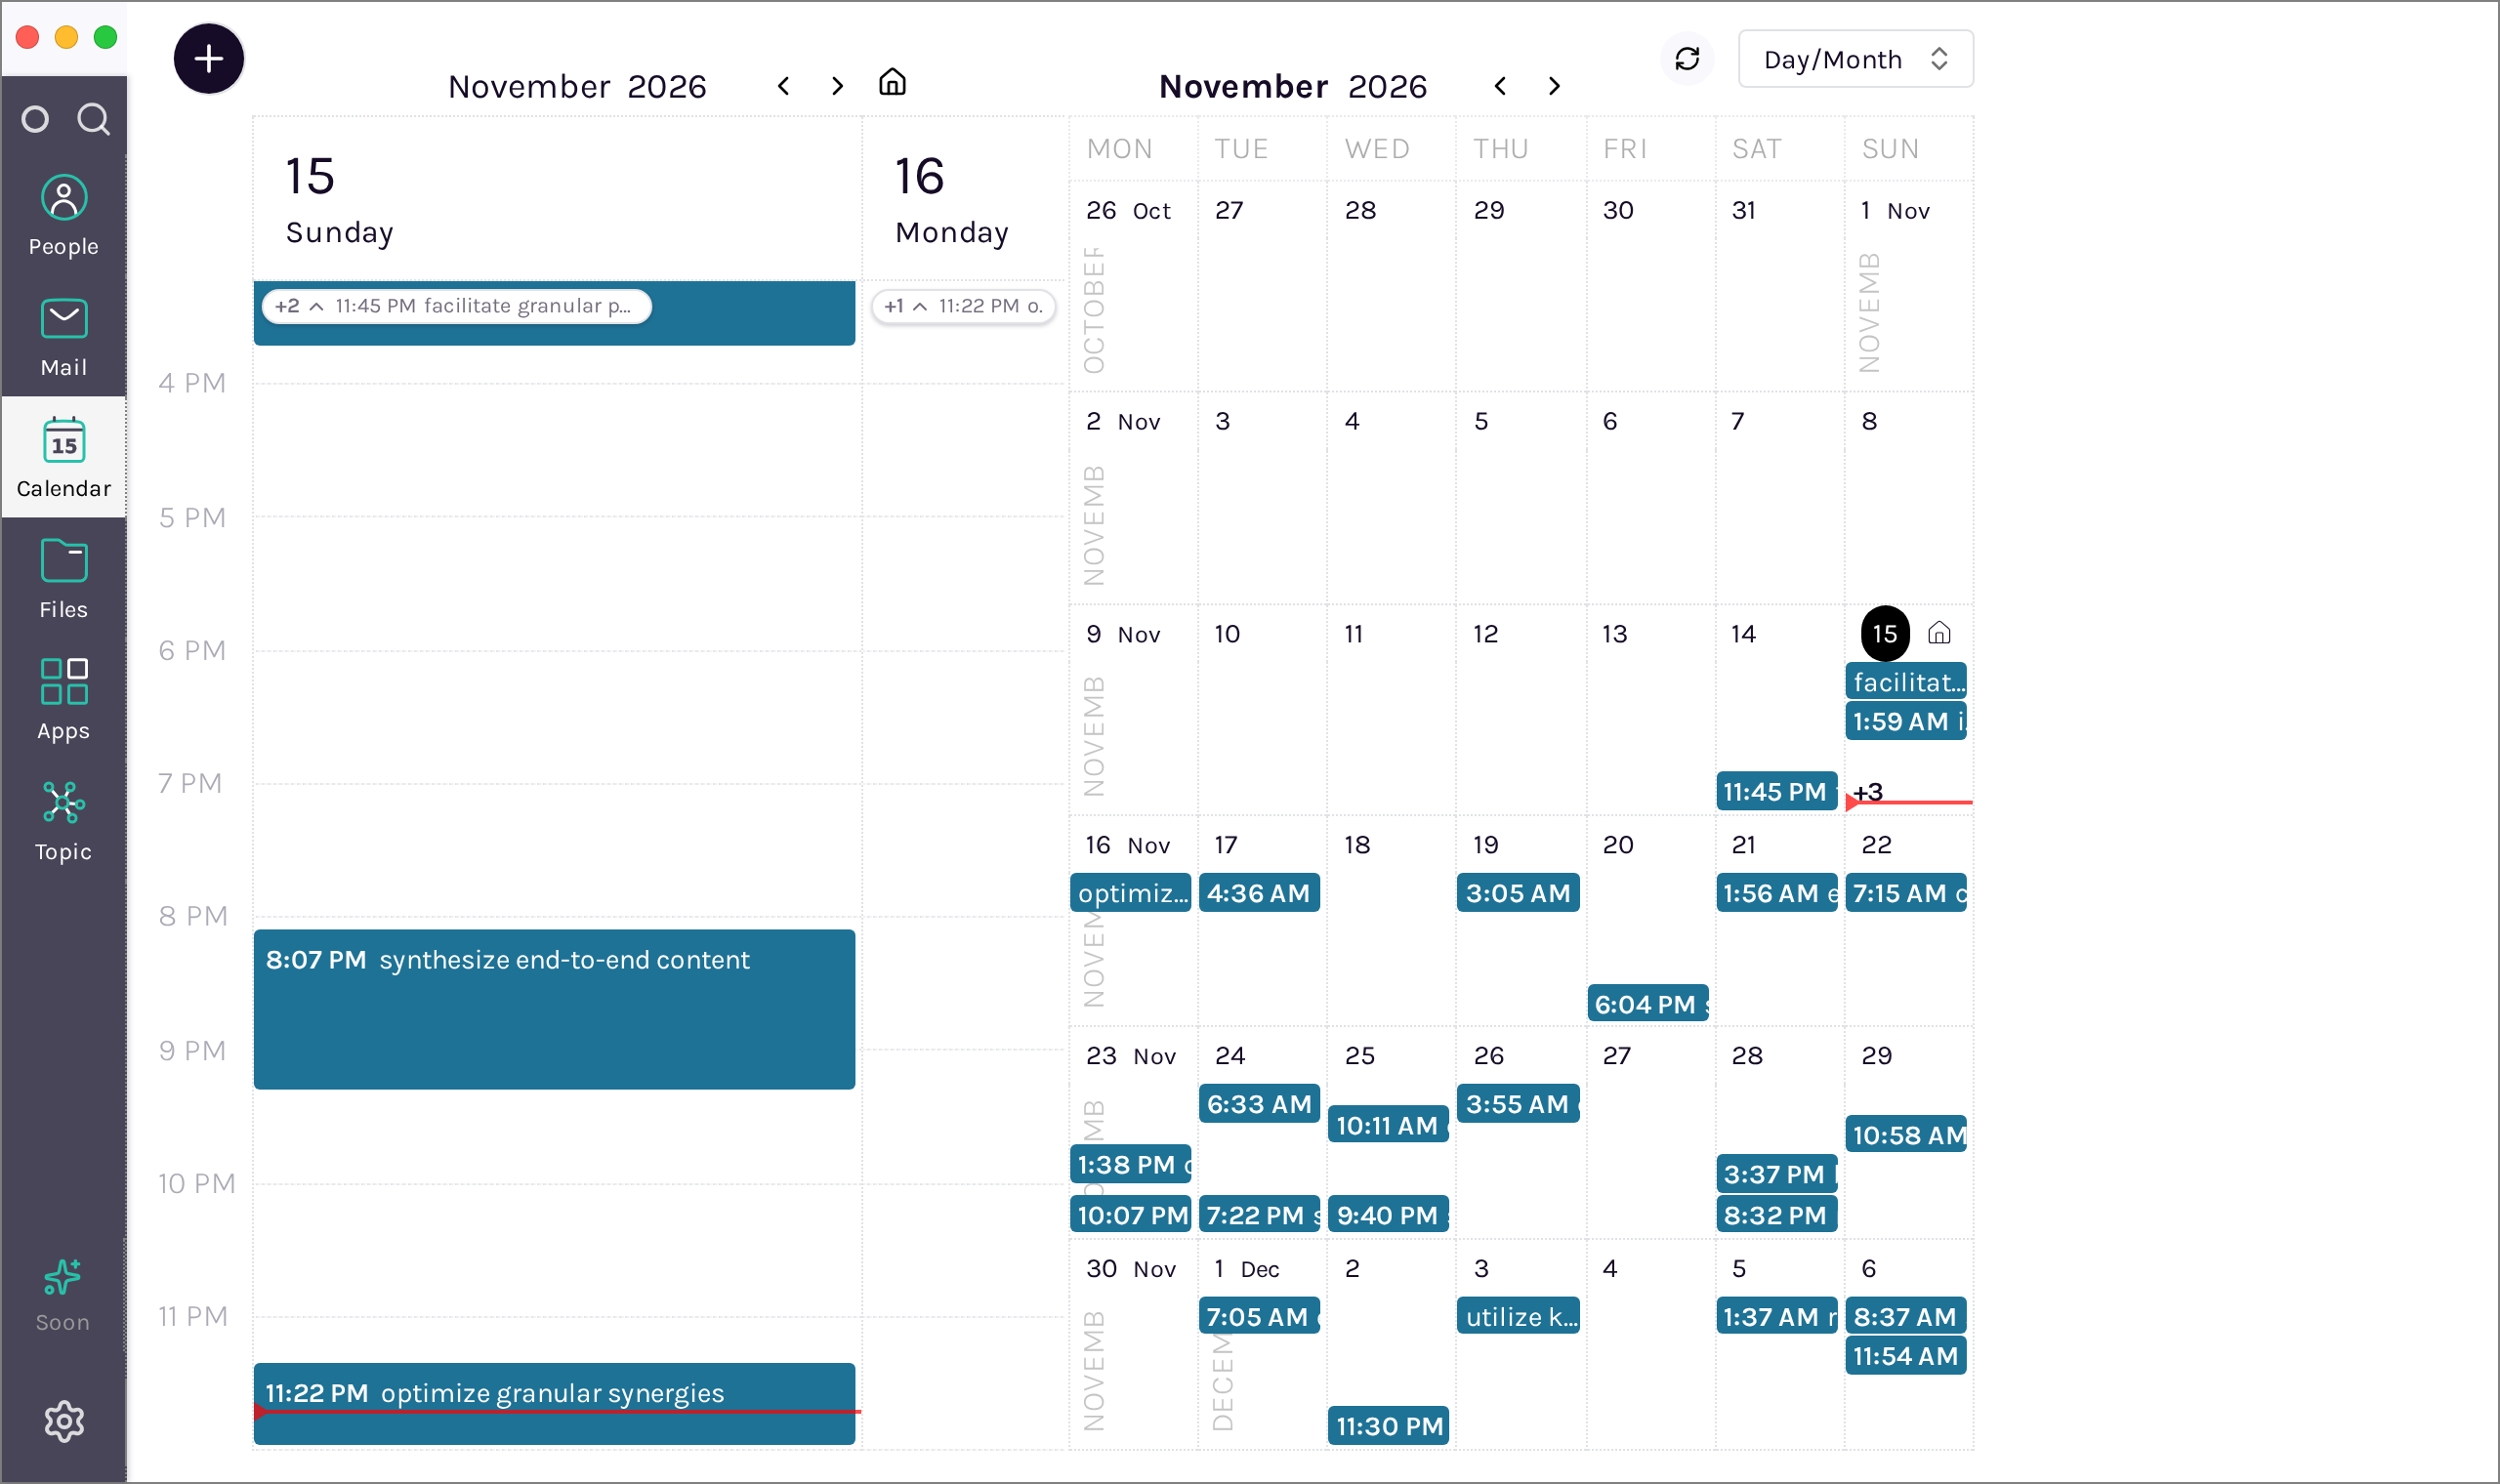 November 2026
November 2026
Day/Month
People
Mail
15
Calendar
Files
Apps
Topic
Soon
15
Sunday
16
Monday
+2 11:45 PM facilitate granular p...
+1 11:22 PM o.
4 PM
5 PM
6 PM
7 PM
8 PM
8:07 PM synthesize end-to-end content
9 PM
10 PM
11 PM
11:22 PM optimize granular synergies
MON TUE WED THU FRI SAT SUN
26 Oct 27 28 29 30 31 1 Nov
OCTOBER
NOVEMB
2 Nov 3 4 5 6 7 8
NOVEMB
9 Nov 10 11 12 13 14 15
NOVEMB
facilitat...
1:59 AM i
11:45 PM
+3
16 Nov 17 18 19 20 21 22
optimiz... 4:36 AM 3:05 AM 1:56 AM e 7:15 AM c
NOVEM
6:04 PM s
23 Nov 24 25 26 27 28 29
6:33 AM 3:55 AM
10:11 AM
10:58 AM
MB
1:38 PM c
3:37 PM
10:07 PM 7:22 PM s 9:40 PM 8:32 PM
30 Nov 1 Dec 2 3 4 5 6
7:05 AM utilize k... 1:37 AM r 8:37 AM
11:54 AM
NOVEMB
DECEM
11:30 PM